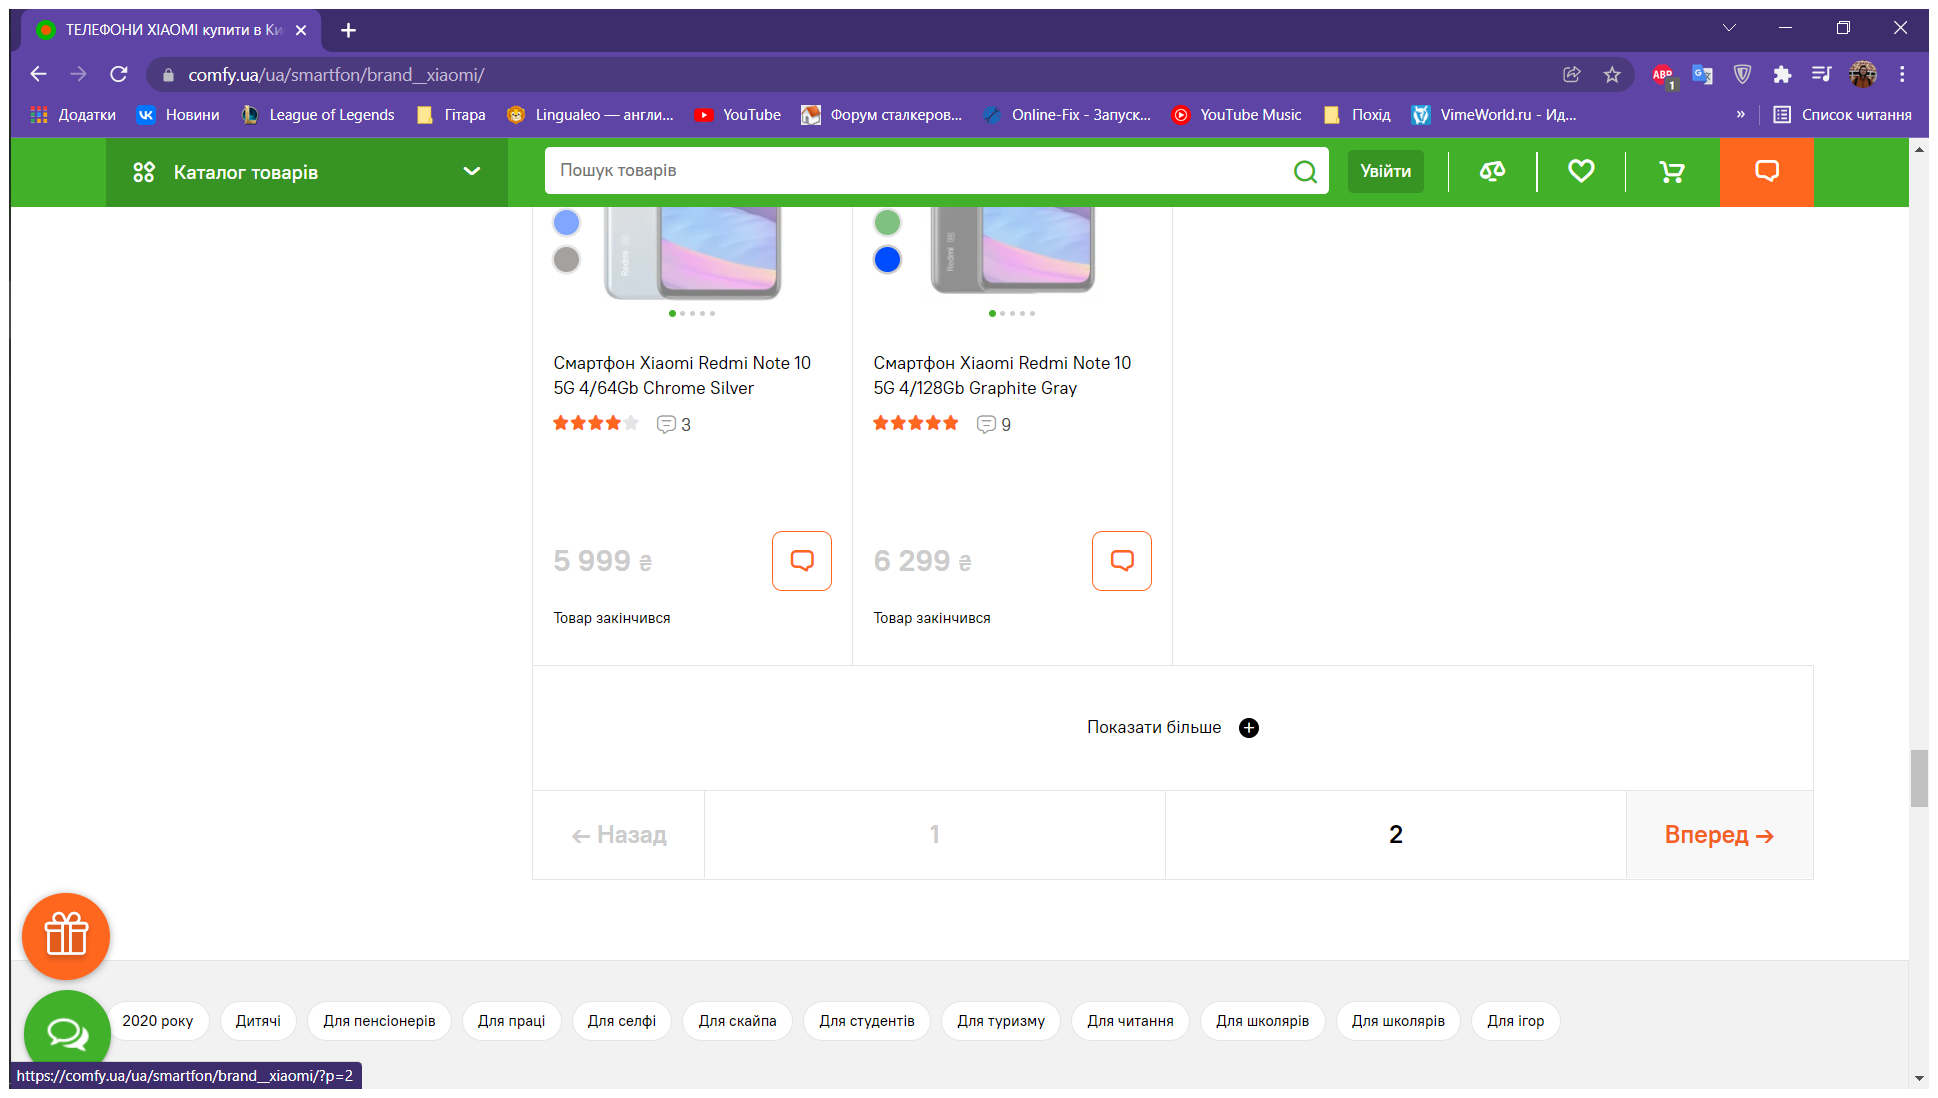 ТЕЛЕФОНИ XIAOMI купити в Ки
comfy.ua/ua/smartfon/brand__xiaomi/
ABP
1
Додатки
Новини
League of Legends
Гітара
Lingualeo — англи...
YouTube
Форум сталкеров...
Online-Fix - Запуск...
YouTube Music
Похід
VimeWorld.ru - Ид...
»
Список читання
Каталог товарів
Пошук товарів
Увійти
Redmi
Redmi
Смартфон Xiaomi Redmi Note 10
5G 4/64Gb Chrome Silver
3
5 999 ₴
Товар закінчився
Смартфон Xiaomi Redmi Note 10
5G 4/128Gb Graphite Gray
9
6 299 ₴
Товар закінчився
Показати більше
← Назад
1
2
Вперед →
2020 року
Дитячі
Для пенсіонерів
Для праці
Для селфі
Для скайпа
Для студентів
Для туризму
Для читання
Для школярів
Для школярів
Для ігор
https://comfy.ua/ua/smartfon/brand__xiaomi/?p=2